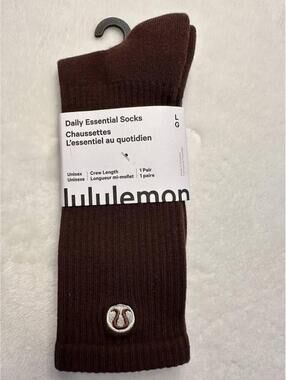 Daily Essential Socks
Chaussettes
L'essentiel au quotidien
L
G
Unisex Crew Length 1 Pair
Unisexe Longueur mi-mollet 1 paire
lululemon